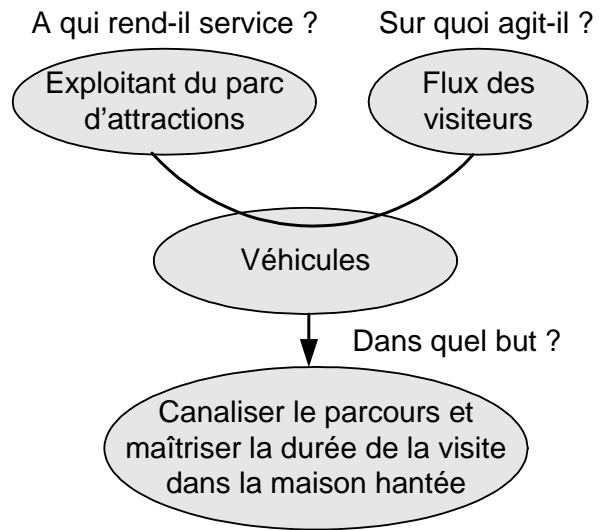 A qui rend-il service ?
Sur quoi agit-il ?
Exploitant du parc
d'attractions
Flux des
visiteurs
Véhicules
Dans quel but ?
Canaliser le parcours et
maîtriser la durée de la visite
dans la maison hantée